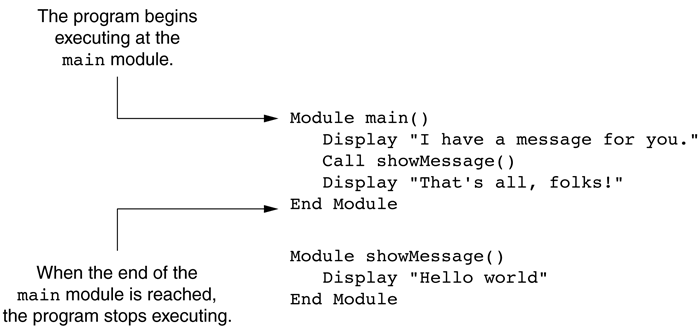 The program begins
executing at the
main module.
Module main()
Display "I have a message for you."
Call showMessage()
Display "That's all, folks!"
End Module
When the end of the
main module is reached,
the program stops executing.
Module showMessage()
Display "Hello world"
End Module